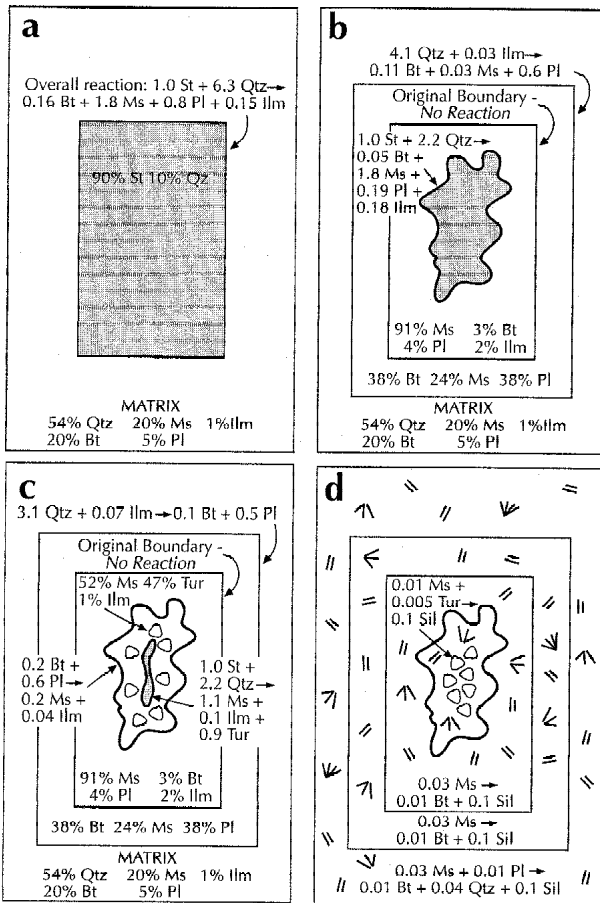 a
Overall reaction: 1.0 St + 6.3 Qtz→
0.16 Bt + 1.8 Ms + 0.8 Pl + 0.15 Ilm
90% St 10% Qz
MATRIX
54% Qtz 20% Ms 1%Ilm
20% Bt 5% Pl
b
4.1 Qtz + 0.03 Ilm→
0.11 Bt + 0.03 Ms + 0.6 Pl
Original Boundary -
No Reaction
1.0 St + 2.2 Qtz→
0.05 Bt +
1.8 Ms +
0.19 Pl +
0.18 Ilm
91% Ms 3% Bt
4% Pl 2% Ilm
38% Bt 24% Ms 38% Pl
MATRIX
54% Qtz 20% Ms 1%Ilm
20% Bt 5% Pl
c
3.1 Qtz + 0.07 Ilm→0.1 Bt + 0.5 Pl
Original Boundary -
No Reaction
52% Ms 47% Tur
1% Ilm
0.2 Bt +
0.6 Pl→
0.2 Ms +
0.04 Ilm
1.0 St +
2.2 Qtz→
1.1 Ms +
0.1 Ilm +
0.9 Tur
91% Ms 3% Bt
4% Pl 2% Ilm
38% Bt 24% Ms 38% Pl
MATRIX
54% Qtz 20% Ms 1% Ilm
20% Bt 5% Pl
d
0.01 Ms +
0.005 Tur→
0.1 Sil
0.03 Ms→
0.01 Bt + 0.1 Sil
0.03 Ms→
0.01 Bt + 0.1 Sil
0.03 Ms + 0.01 Pl→
0.01 Bt + 0.04 Qtz + 0.1 Sil